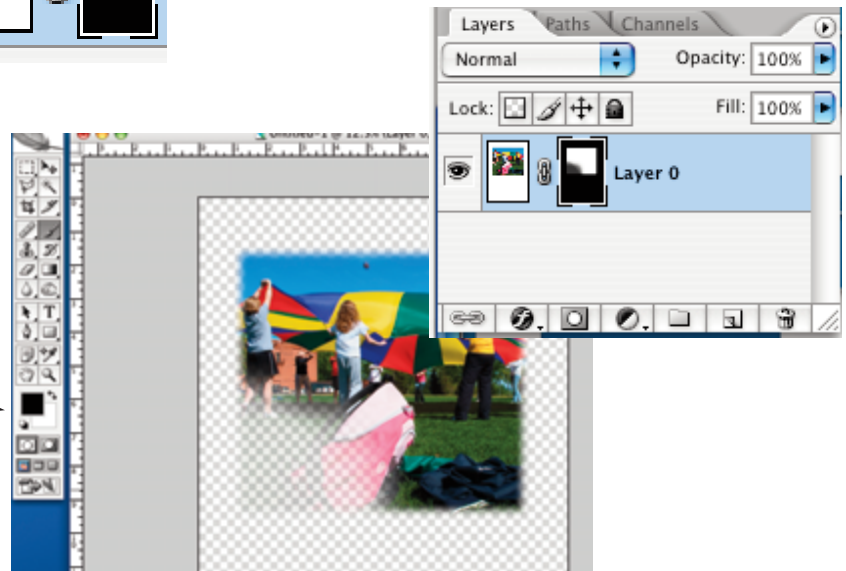 Layers Paths Channels
Normal Opacity: 100%
Lock: Fill: 100%
Layer 0
T